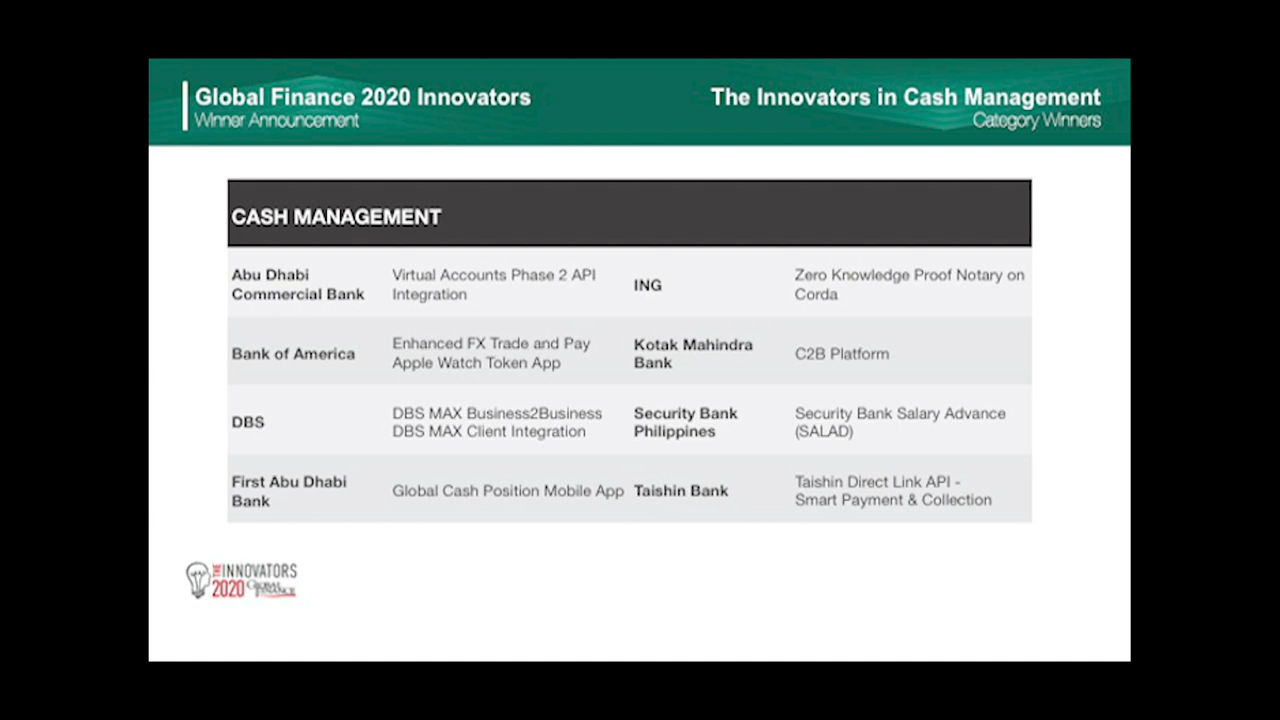 Global Finance 2020 Innovators
Winner Announcement
The Innovators in Cash Management
Category Winners
CASH MANAGEMENT
Abu Dhabi
Commercial Bank
Virtual Accounts Phase 2 API
Integration
ING
Zero Knowledge Proof Notary on
Corda
Bank of America
Enhanced FX Trade and Pay
Apple Watch Token App
Kotak Mahindra
Bank
C2B Platform
DBS
DBS MAX Business2Business
DBS MAX Client Integration
Security Bank
Philippines
Security Bank Salary Advance
(SALAD)
First Abu Dhabi
Bank
Global Cash Position Mobile App
Taishin Bank
Taishin Direct Link API -
Smart Payment & Collection
THE INNOVATORS
2020 GLOBAL FINANCE